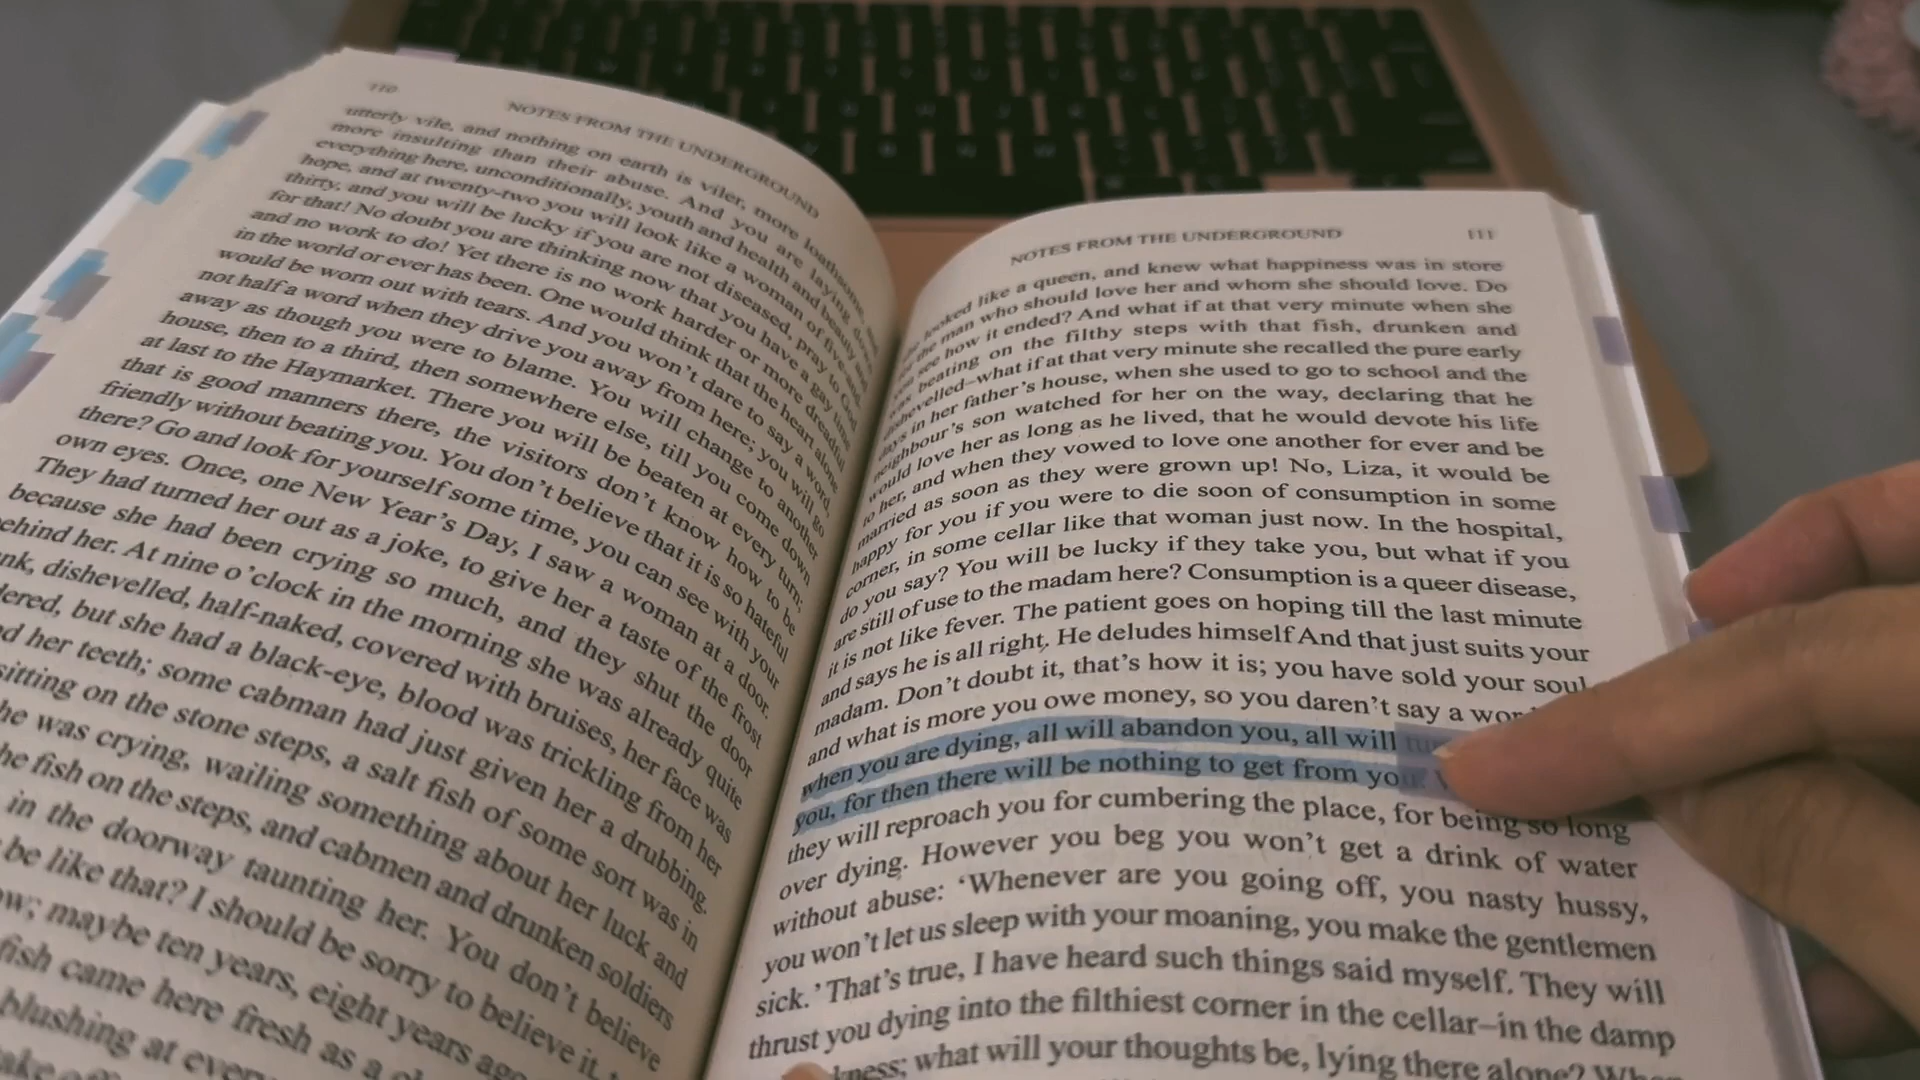 110
NOTES FROM THE UNDERGROUND
utterly vile, and nothing on earth is viler, more loathsome, and
more insulting than their abuse. And you are laying down
everything here, unconditionally, youth and health and beauty and
hope, and at twenty-two you will look like a woman of five-and-
thirty, and you will be lucky if you are not diseased, pray to God
for that! No doubt you are thinking now that you have a gay time
and no work to do! Yet there is no work harder or more dreadful
in the world or ever has been. One would think that the heart alone
would be worn out with tears. And you won't dare to say a word,
not half a word when they drive you away from here; you will go
away as though you were to blame. You will change to another
house, then to a third, then somewhere else, till you come down
at last to the Haymarket. There you will be beaten at every turn;
that is good manners there, the visitors don't know how to be
friendly without beating you. You don't believe that it is so hateful
there? Go and look for yourself some time, you can see with your
own eyes. Once, one New Year's Day, I saw a woman at a door.
They had turned her out as a joke, to give her a taste of the frost
because she had been crying so much, and they shut the door
behind her. At nine o'clock in the morning she was already quite
dishevelled, half-naked, covered with bruises, her face was
but she had a black-eye, blood was trickling from her
her teeth; some cabman had just given her a drubbing.
sitting on the stone steps, a salt fish of some sort was in
was crying, wailing something about her luck and
fish on the steps, and cabmen and drunken soldiers
in the doorway taunting her. You don't believe
be like that? I should be sorry to believe it,
maybe ten years, eight years ago
fish came here fresh as a
blushing at every
NOTES FROM THE UNDERGROUND
111
looked like a queen, and knew what happiness was in store
the man who should love her and whom she should love. Do
you see how it ended? And what if at that very minute when she
was beating on the filthy steps with that fish, drunken and
dishevelled–what if at that very minute she recalled the pure early
days in her father's house, when she used to go to school and the
neighbour's son watched for her on the way, declaring that he
would love her as long as he lived, that he would devote his life
to her, and when they vowed to love one another for ever and be
married as soon as they were grown up! No, Liza, it would be
happy for you if you were to die soon of consumption in some
corner, in some cellar like that woman just now. In the hospital,
do you say? You will be lucky if they take you, but what if you
are still of use to the madam here? Consumption is a queer disease,
it is not like fever. The patient goes on hoping till the last minute
and says he is all right. He deludes himself And that just suits your
madam. Don't doubt it, that's how it is; you have sold your soul
and what is more you owe money, so you daren't say a
when you are dying, all will abandon you, all will
you, for then there will be nothing to get from
they will reproach you for cumbering the place, for being so long
over dying. However you beg you won't get a drink of water
without abuse: ‘Whenever are you going off, you nasty hussy,
you won't let us sleep with your moaning, you make the gentlemen
sick.’ That's true, I have heard such things said myself. They will
thrust you dying into the filthiest corner in the cellar–in the damp
what will your thoughts be, lying there alone?